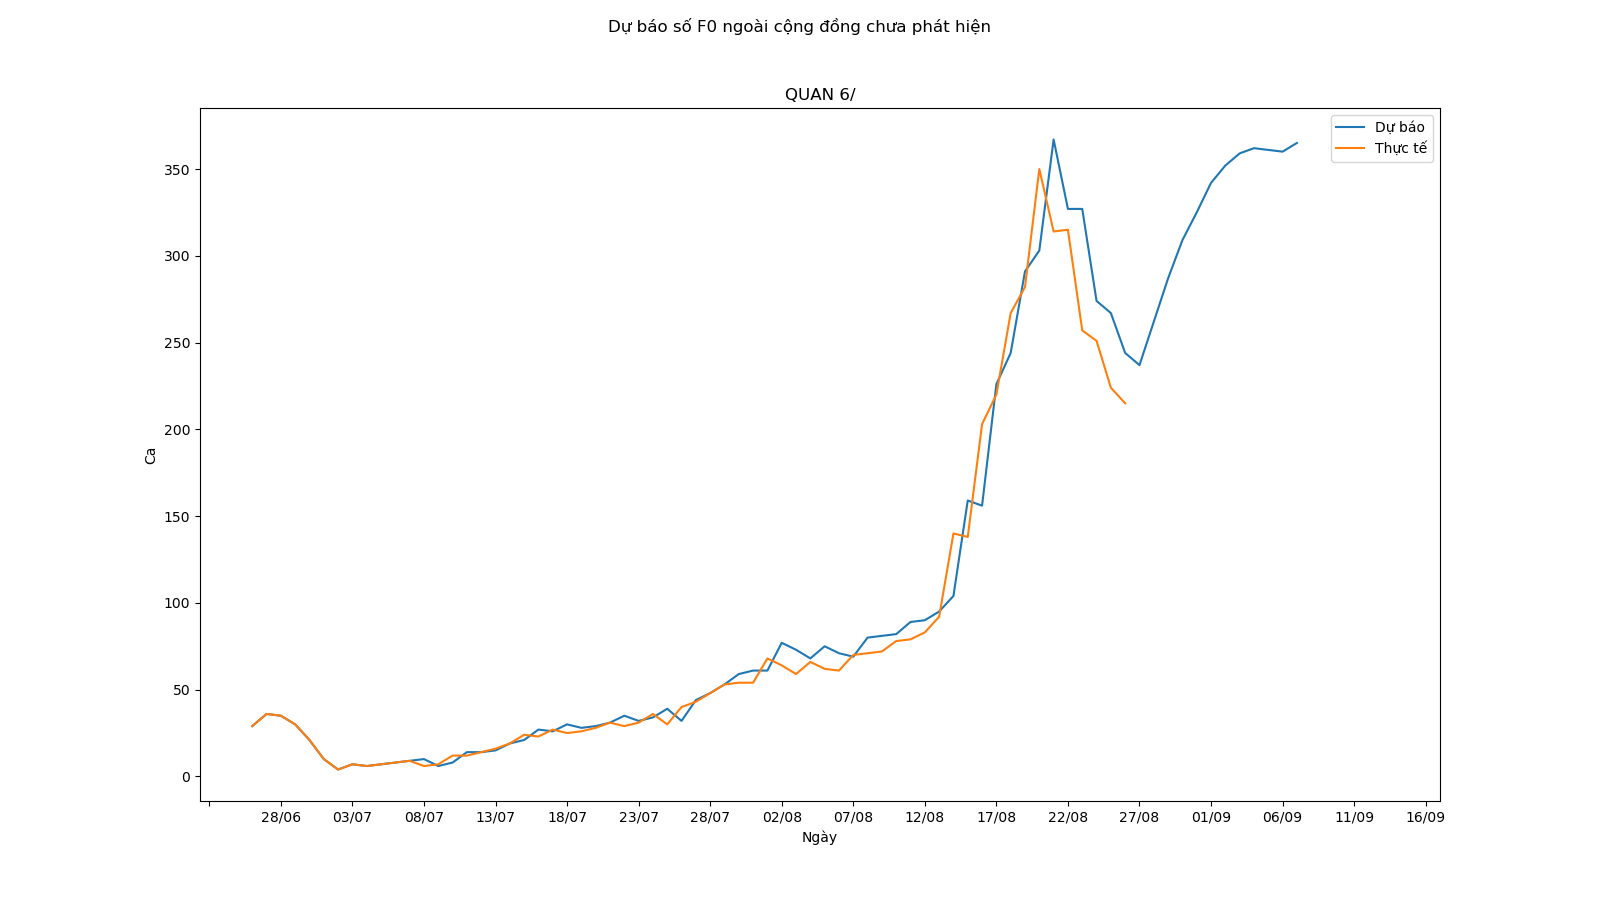 Dự báo số F0 ngoài cộng đồng chưa phát hiện
QUAN 6/
Dự báo
Thực tế
350
300
250
200
150
100
50
0
Ca
28/06 03/07 08/07 13/07 18/07 23/07 28/07 02/08 07/08 12/08 17/08 22/08 27/08 01/09 06/09 11/09 16/09
Ngày